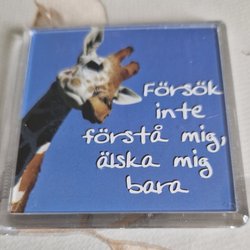 Försök
inte
förstå mig,
älska mig
bara